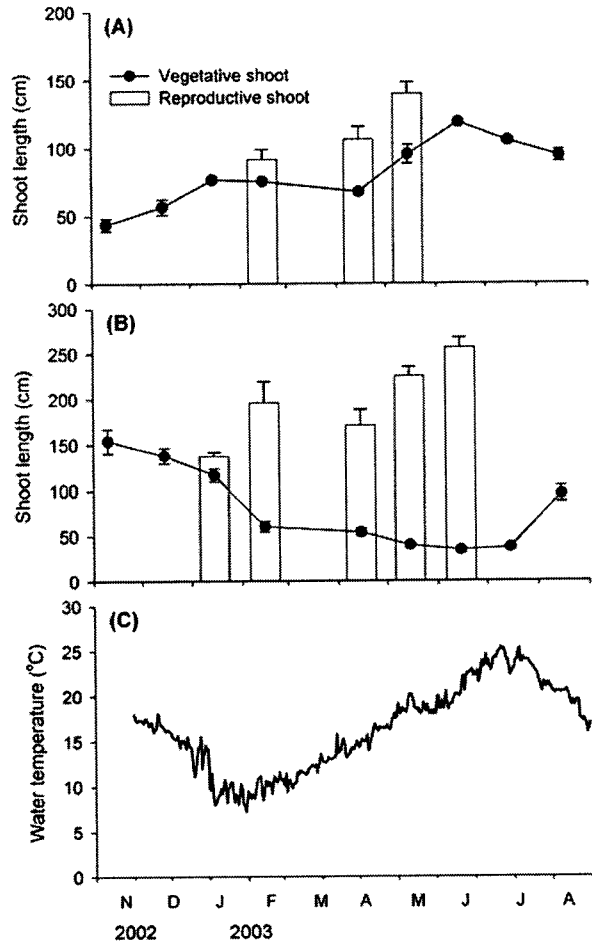 (A)
200
150
100
50
0
Shoot length (cm)
Vegetative shoot
Reproductive shoot
(B)
300
250
200
150
100
50
0
Shoot length (cm)
(C)
30
25
20
15
10
5
0
Water temperature (°C)
N D J F M A M J J A
2002 2003